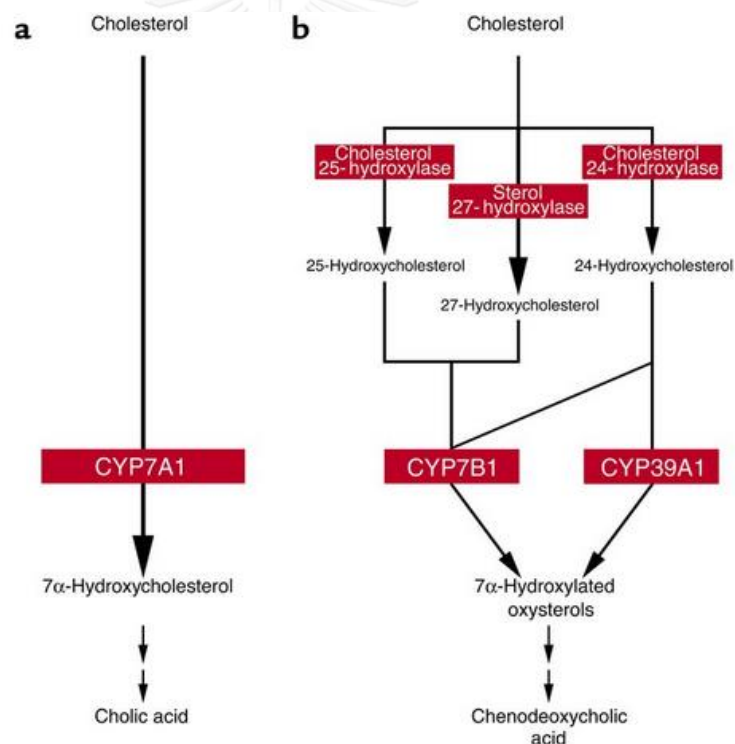 a
Cholesterol
CYP7A1
7α-Hydroxycholesterol
Cholic acid
b
Cholesterol
Cholesterol
25-hydroxylase
Sterol
27-hydroxylase
Cholesterol
24-hydroxylase
25-Hydroxycholesterol
27-Hydroxycholesterol
24-Hydroxycholesterol
CYP7B1
CYP39A1
7α-Hydroxylated
oxysterols
Chenodeoxycholic
acid